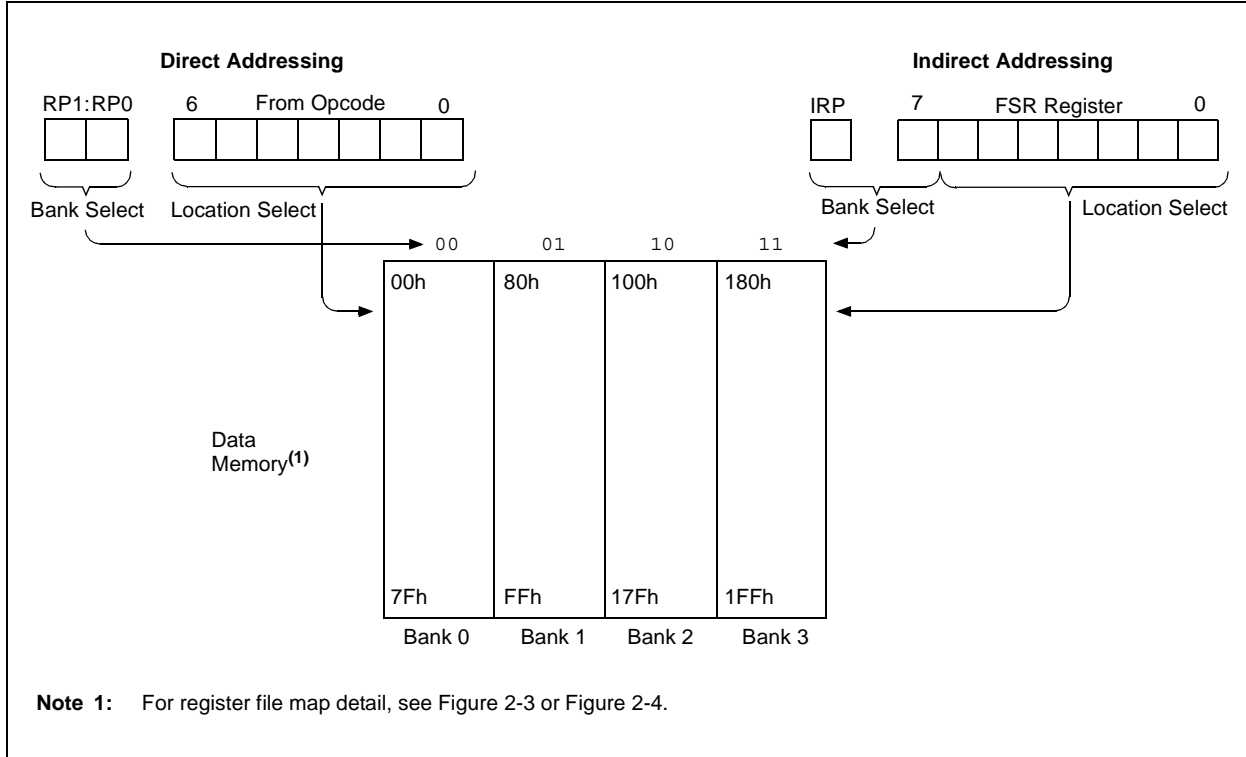 Direct Addressing
Indirect Addressing
RP1:RP0 6 From Opcode 0
IRP 7 FSR Register 0
Bank Select Location Select
Bank Select Location Select
00 01 10 11
00h 80h 100h 180h
Data
Memory(1)
7Fh FFh 17Fh 1FFh
Bank 0 Bank 1 Bank 2 Bank 3
Note 1: For register file map detail, see Figure 2-3 or Figure 2-4.